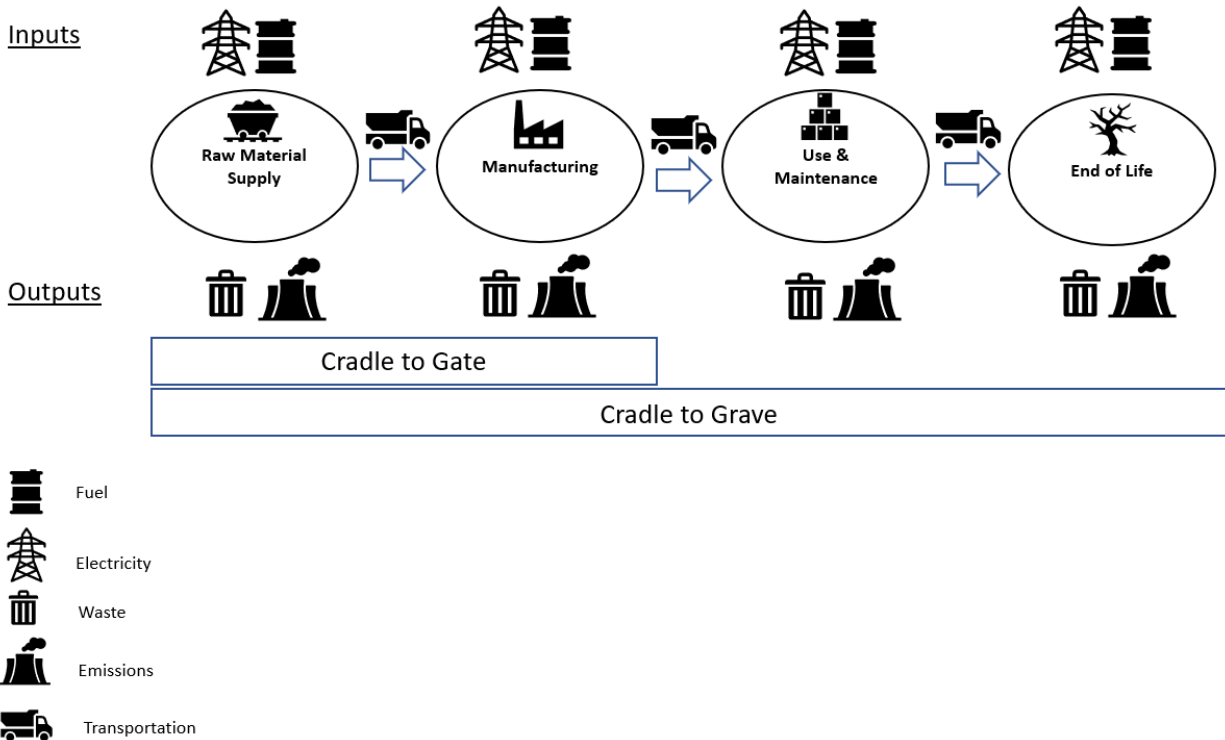 Inputs
Raw Material
Supply
Manufacturing
Use &
Maintenance
End of Life
Outputs
Cradle to Gate
Cradle to Grave
Fuel
Electricity
Waste
Emissions
Transportation